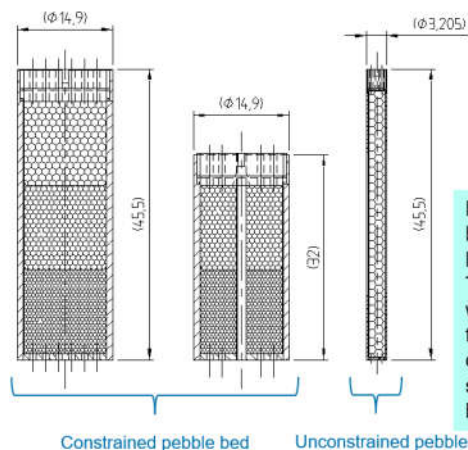 (Φ14,9)
(Φ3,205)
(Φ14,9)
(45,5)
(32)
(45,5)
Constrained pebble bed
Unconstrained pebble